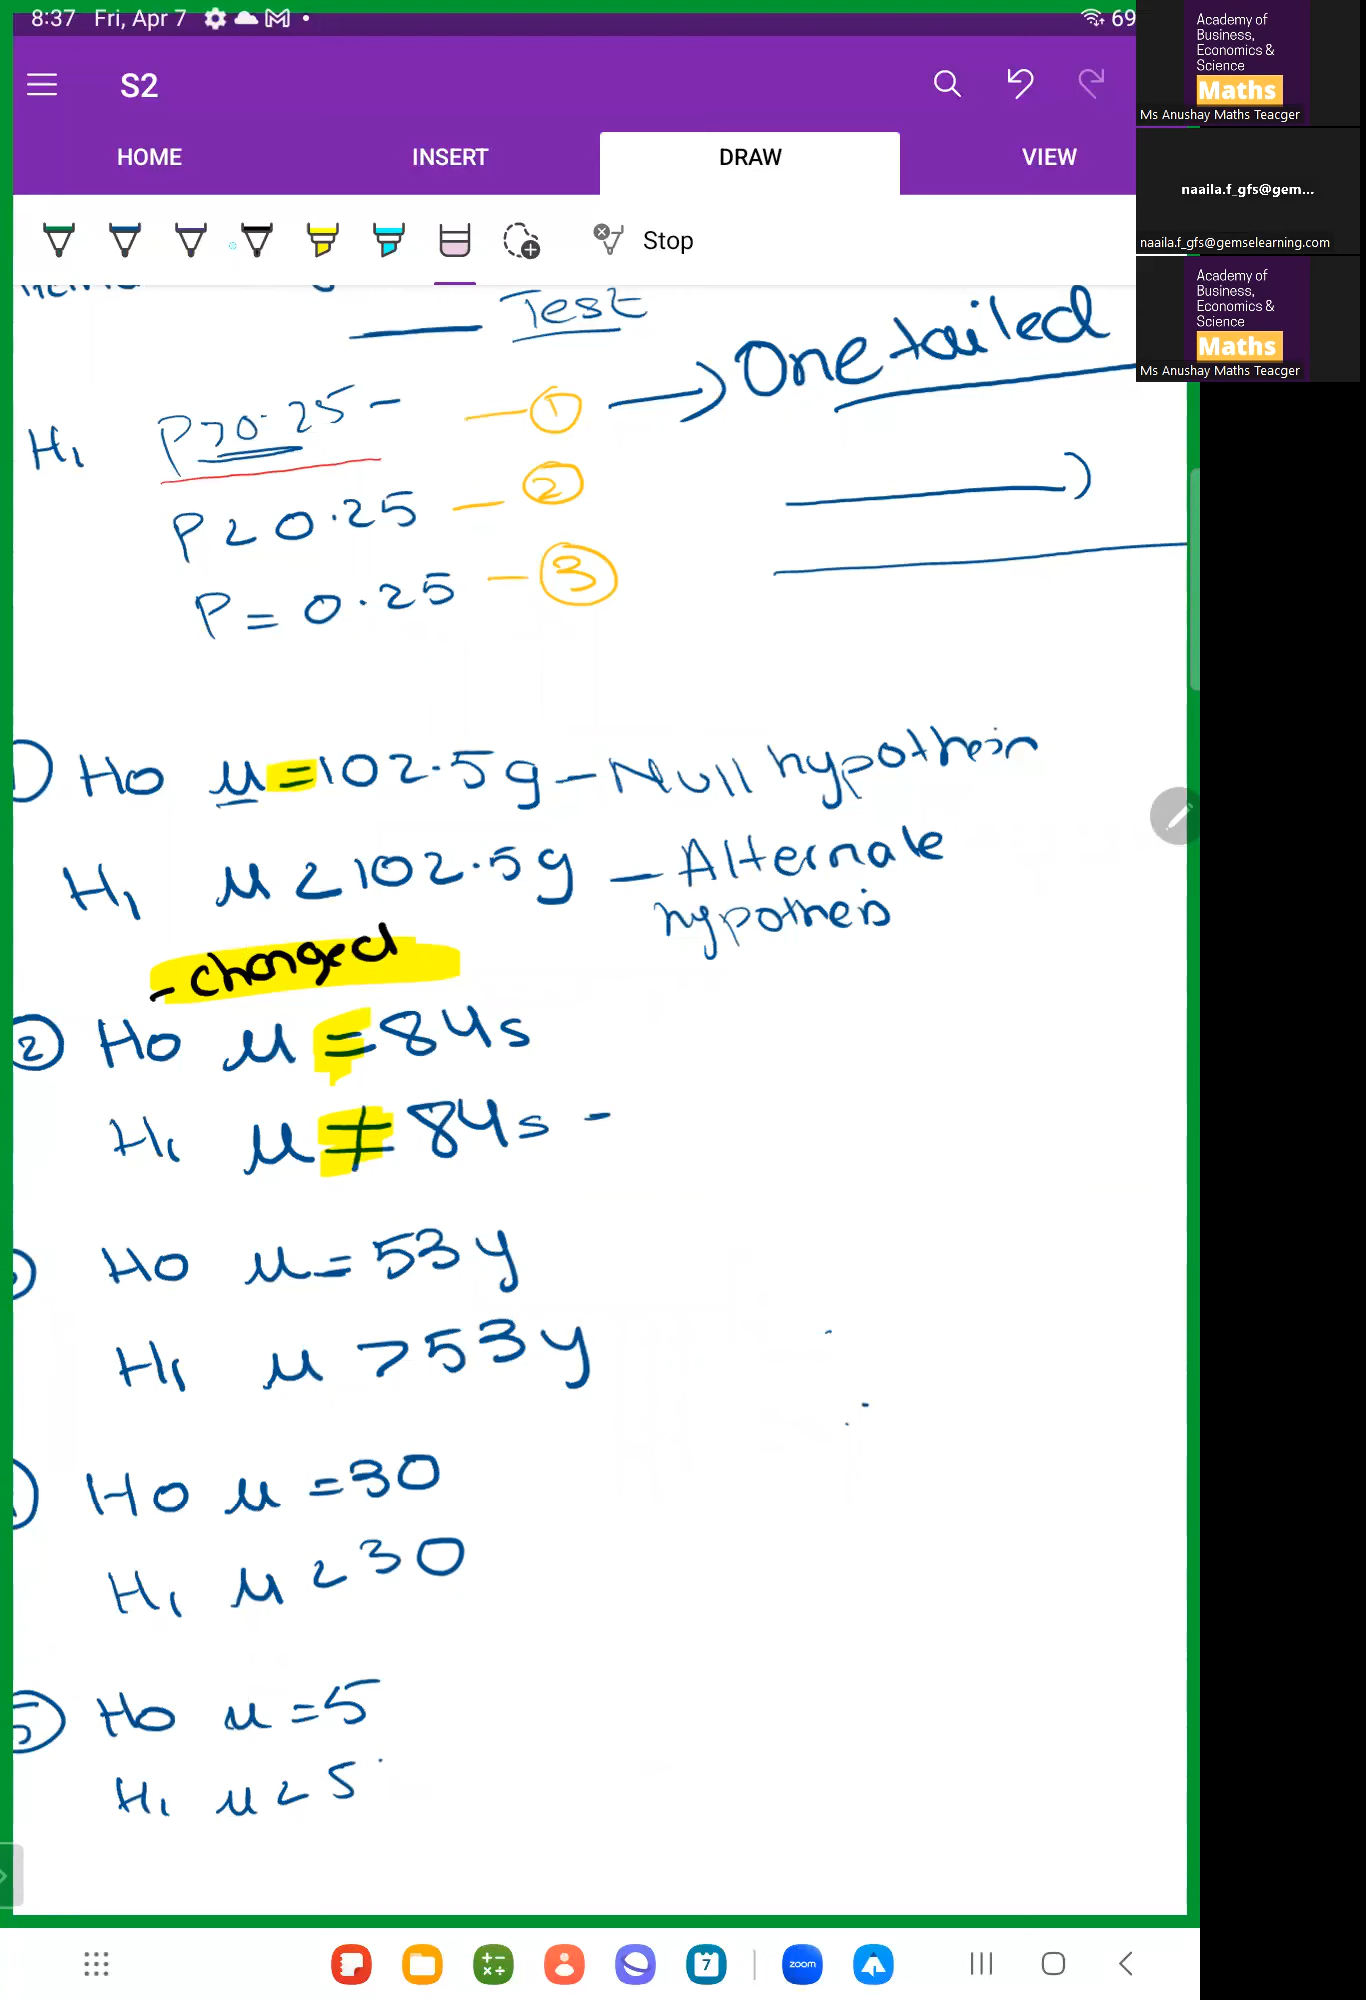 8:37 Fri, Apr 7
69
S2
HOME INSERT DRAW VIEW
Stop
Academy of
Business,
Economics &
Science
Maths
Ms Anushay Maths Teacger
naaila.f_gfs@gem...
naaila.f_gfs@gemselearning.com
Academy of
Business,
Economics &
Science
Maths
Ms Anushay Maths Teacger
Test
H₁ P>0.25 - — ① → One tailed
P<0.25 — ②
P=0.25 — ③
① Ho μ=102.5g - Null hypothesis
H₁ μ<102.5g - Alternate
hypothesis
- changed
② Ho μ=84s
H₁ μ≠84s -
Ho μ=53y
H₁ μ>53y
Ho μ=30
H₁ μ<30
⑤ Ho μ=5
H₁ μ<5
7
zoom